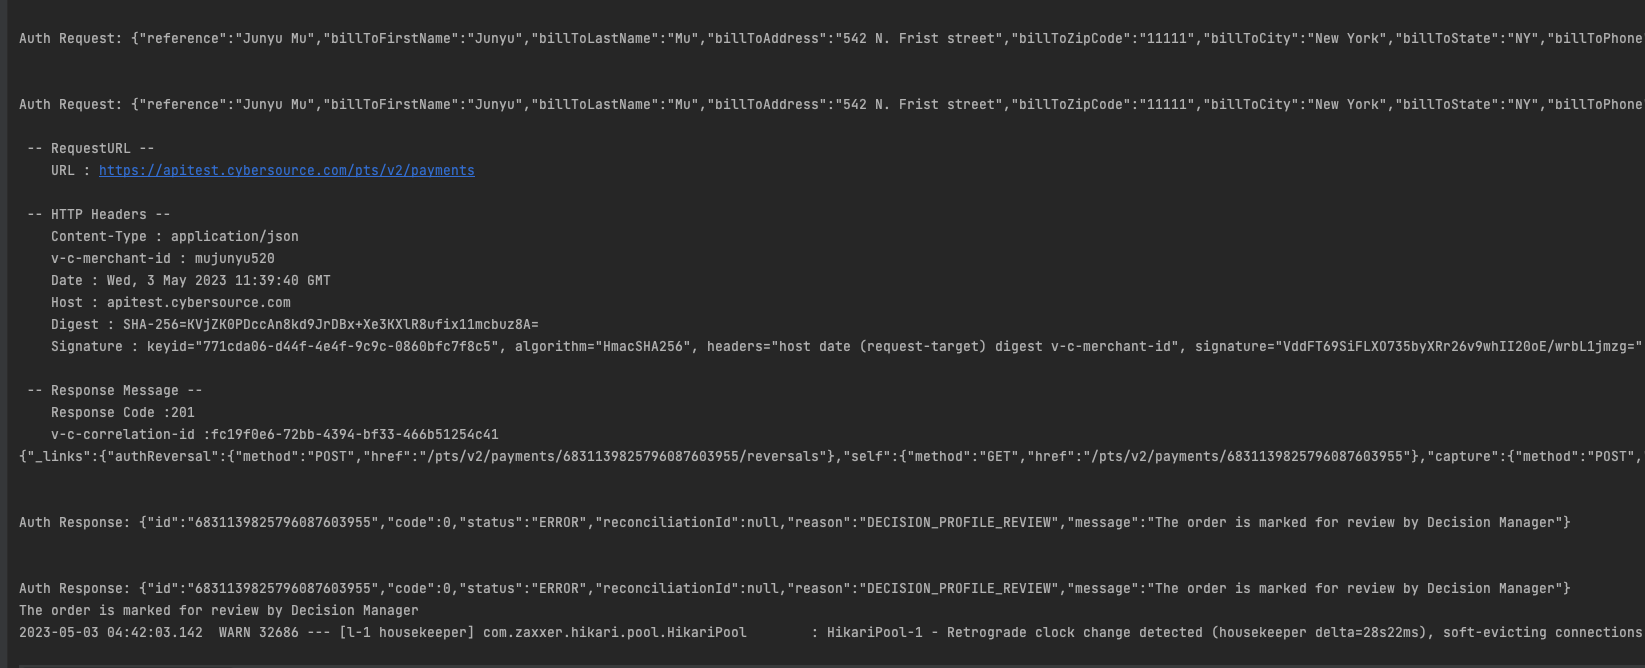 Auth Request: {"reference":"Junyu Mu","billToFirstName":"Junyu","billToLastName":"Mu","billToAddress":"542 N. Frist street","billToZipCode":"11111","billToCity":"New York","billToState":"NY","billToPhone
Auth Request: {"reference":"Junyu Mu","billToFirstName":"Junyu","billToLastName":"Mu","billToAddress":"542 N. Frist street","billToZipCode":"11111","billToCity":"New York","billToState":"NY","billToPhone
-- RequestURL --
URL : https://apitest.cybersource.com/pts/v2/payments
-- HTTP Headers --
Content-Type : application/json
v-c-merchant-id : mujunyu520
Date : Wed, 3 May 2023 11:39:40 GMT
Host : apitest.cybersource.com
Digest : SHA-256=KVjZK0PDccAn8kd9JrDBx+Xe3KXlR8ufix11mcbuz8A=
Signature : keyid="771cda06-d44f-4e4f-9c9c-0860bfc7f8c5", algorithm="HmacSHA256", headers="host date (request-target) digest v-c-merchant-id", signature="VddFT69SiFLXO735byXRr26v9whII20oE/wrbL1jmzg="
-- Response Message --
Response Code :201
v-c-correlation-id :fc19f0e6-72bb-4394-bf33-466b51254c41
{"_links":{"authReversal":{"method":"POST","href":"/pts/v2/payments/6831139825796087603955/reversals"},"self":{"method":"GET","href":"/pts/v2/payments/6831139825796087603955"},"capture":{"method":"POST",
Auth Response: {"id":"6831139825796087603955","code":0,"status":"ERROR","reconciliationId":null,"reason":"DECISION_PROFILE_REVIEW","message":"The order is marked for review by Decision Manager"}
Auth Response: {"id":"6831139825796087603955","code":0,"status":"ERROR","reconciliationId":null,"reason":"DECISION_PROFILE_REVIEW","message":"The order is marked for review by Decision Manager"}
The order is marked for review by Decision Manager
2023-05-03 04:42:03.142  WARN 32686 --- [l-1 housekeeper] com.zaxxer.hikari.pool.HikariPool        : HikariPool-1 - Retrograde clock change detected (housekeeper delta=28s22ms), soft-evicting connections